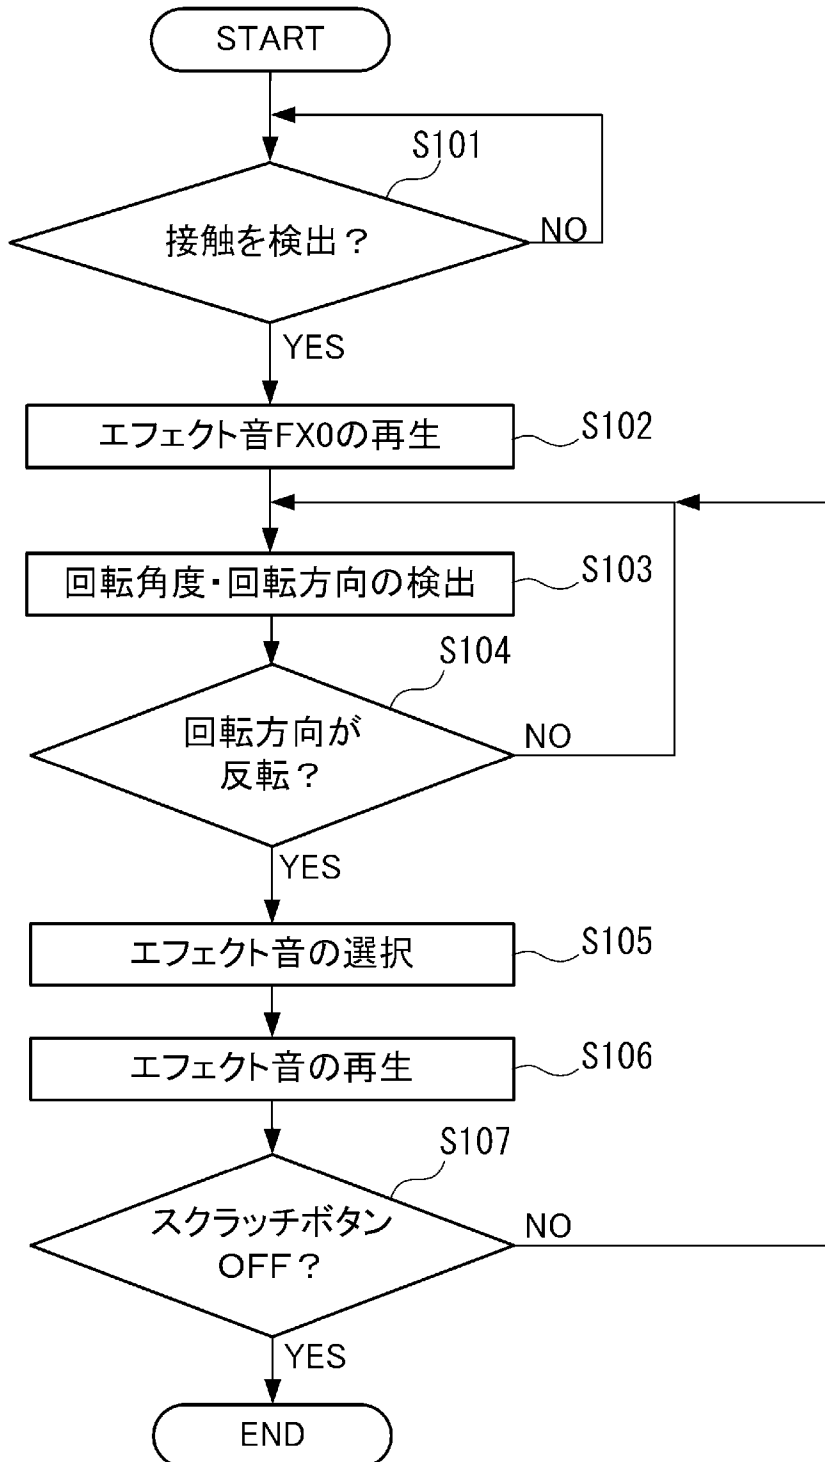 START
S101
接触を検出？
NO
YES
エフェクト音FX0の再生
S102
回転角度・回転方向の検出
S103
S104
回転方向が
反転？
NO
YES
エフェクト音の選択
S105
エフェクト音の再生
S106
S107
スクラッチボタン
OFF？
NO
YES
END